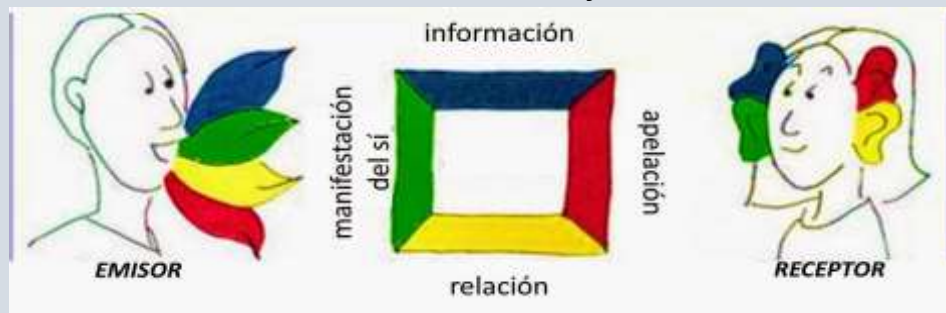 información
manifestación
del sí
apelación
EMISOR
RECEPTOR
relación